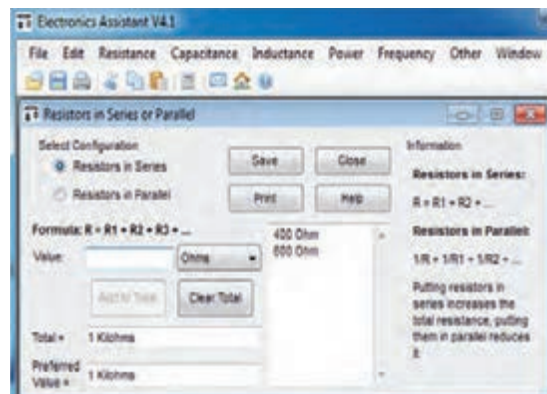 Electronics Assistant V4.1
File Edit Resistance Capacitance Inductance Power Frequency Other Window
Resistors in Series or Parallel
Select Configuration
Resistors in Series
Resistors in Parallel
Save Close
Print Help
Formula: R = R1 + R2 + R3 + ...
Value: Ohms
Add to Total Clear Total
Total = 1 Kilohms
Preferred Value = 1 Kilohms
400 Ohm
600 Ohm
Information
Resistors in Series:
R = R1 + R2 + ...
Resistors in Parallel:
1/R = 1/R1 + 1/R2 + ...
Putting resistors in
series increases the
total resistance, putting
them in parallel reduces
it